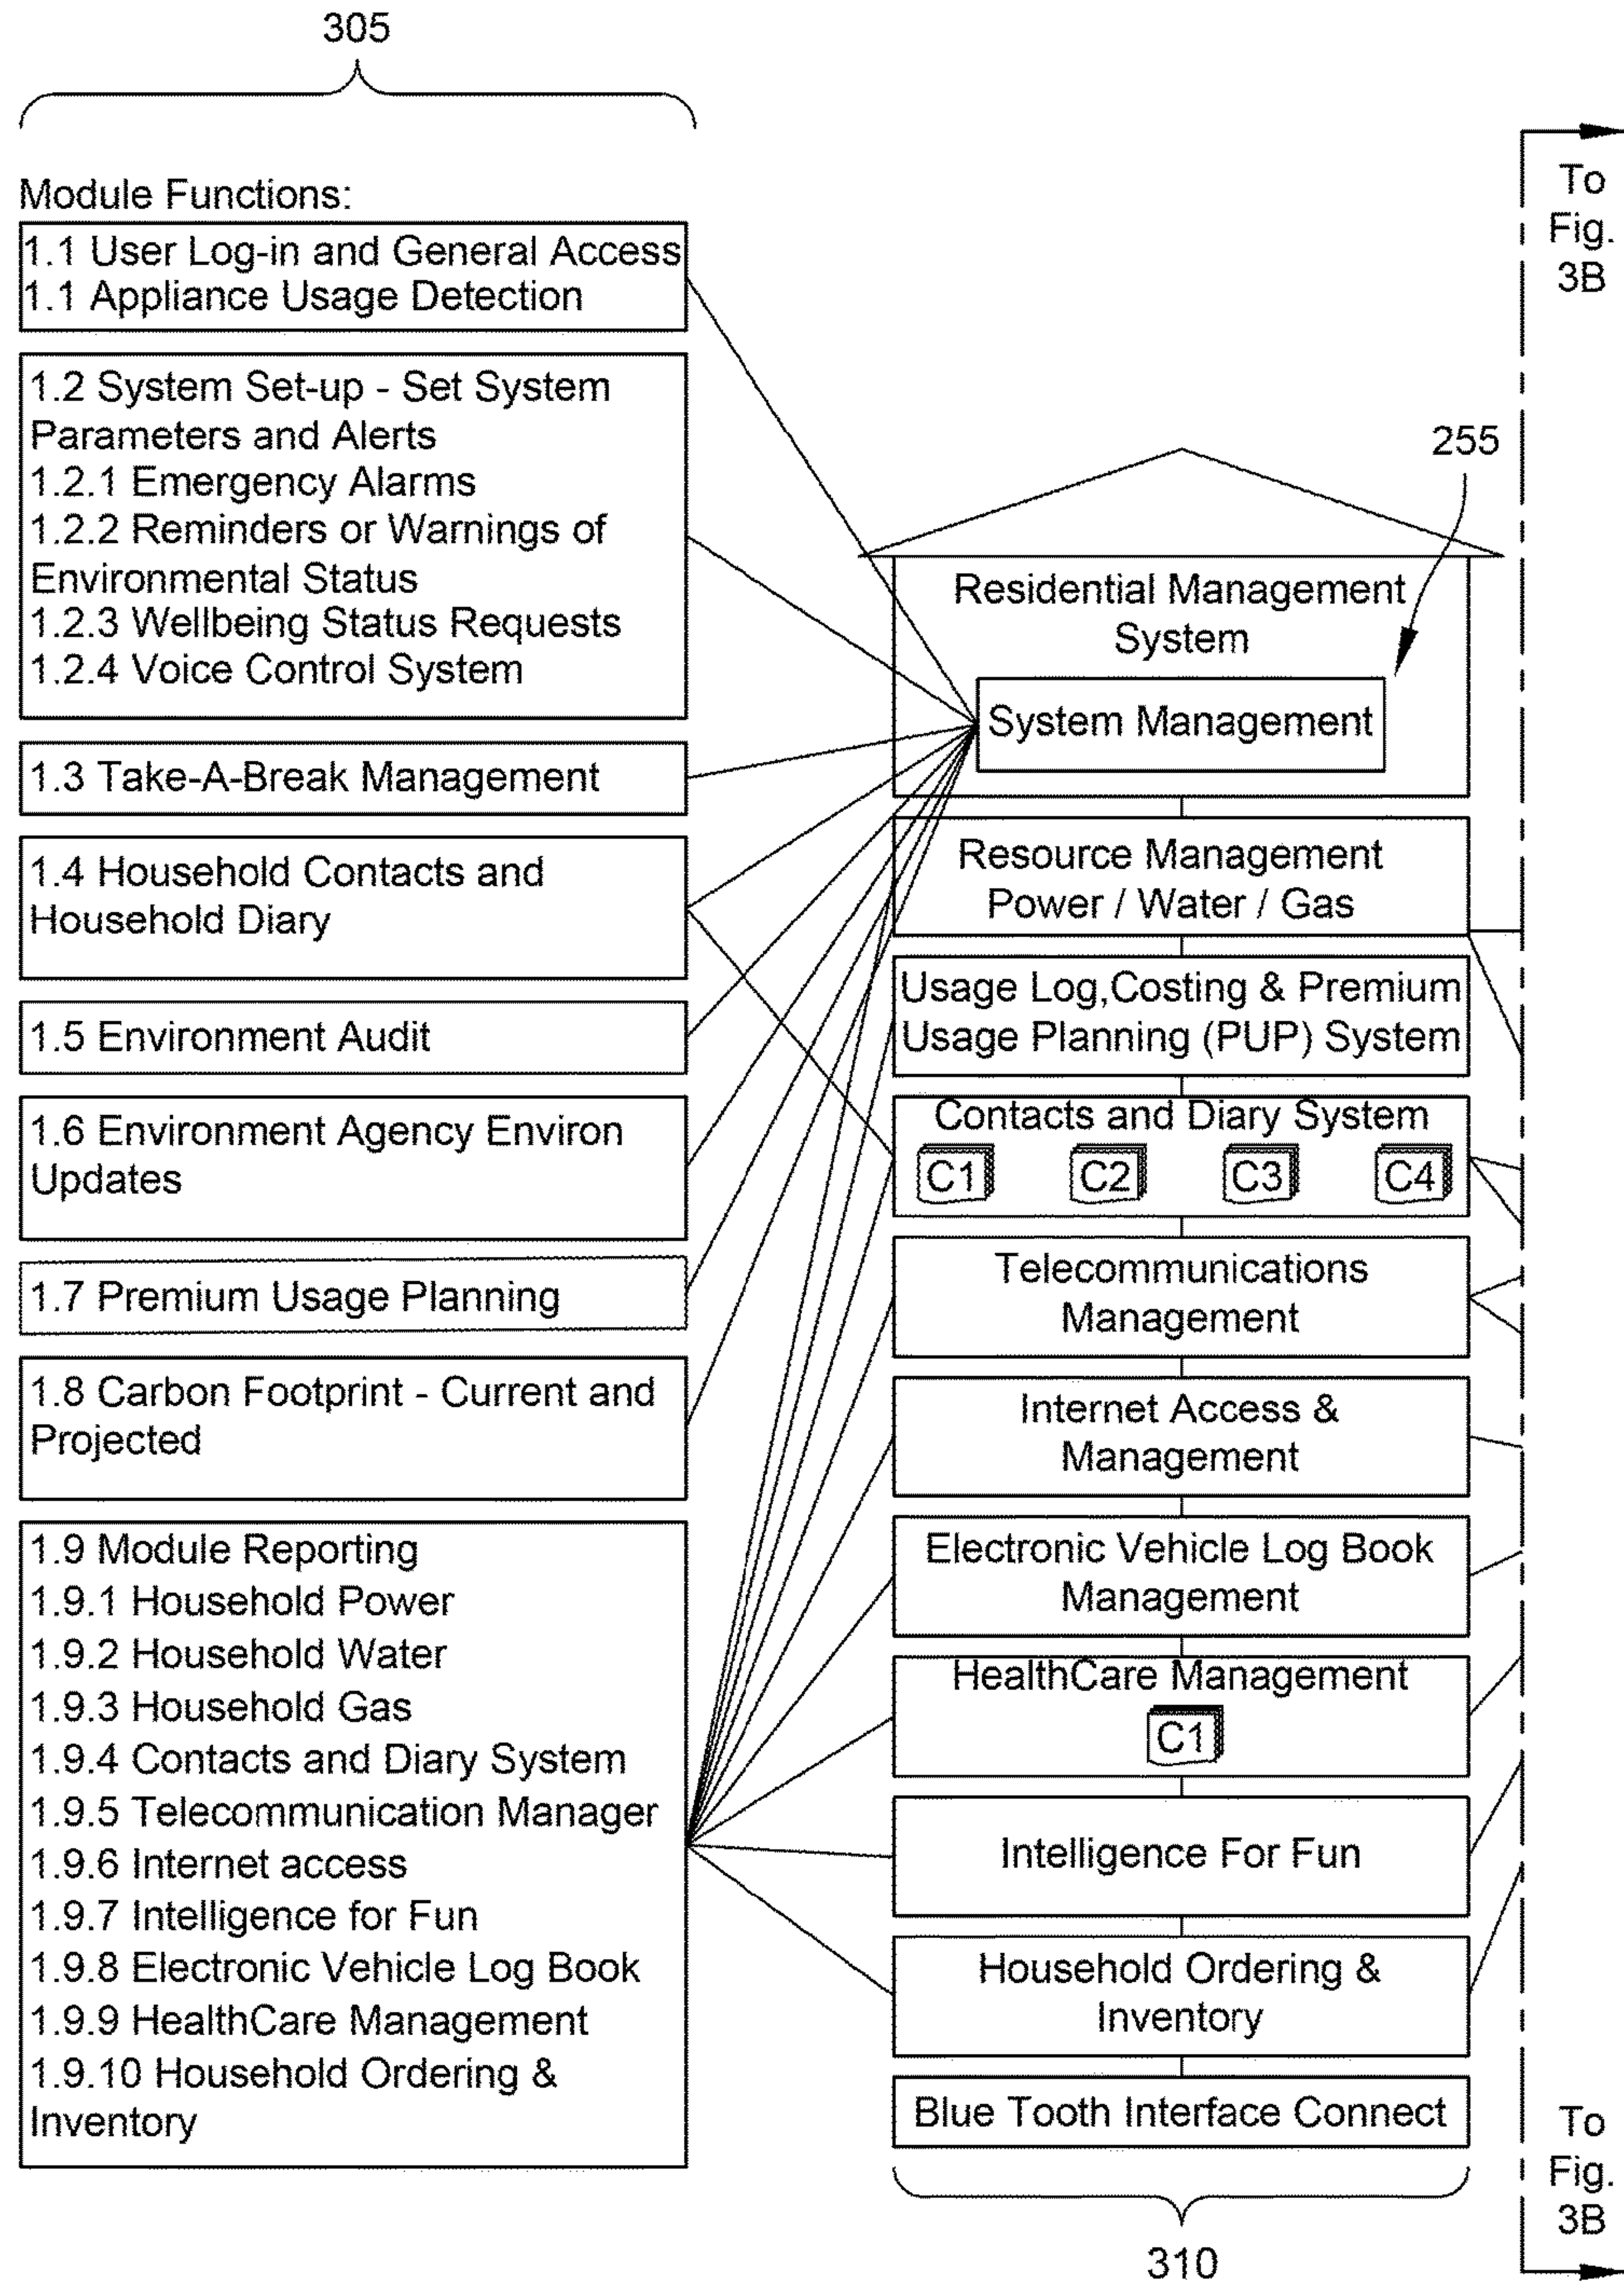 305
Module Functions:
1.1 User Log-in and General Access
1.1 Appliance Usage Detection
1.2 System Set-up - Set System
Parameters and Alerts
1.2.1 Emergency Alarms
1.2.2 Reminders or Warnings of
Environmental Status
1.2.3 Wellbeing Status Requests
1.2.4 Voice Control System
1.3 Take-A-Break Management
1.4 Household Contacts and
Household Diary
1.5 Environment Audit
1.6 Environment Agency Environ
Updates
1.7 Premium Usage Planning
1.8 Carbon Footprint - Current and
Projected
1.9 Module Reporting
1.9.1 Household Power
1.9.2 Household Water
1.9.3 Household Gas
1.9.4 Contacts and Diary System
1.9.5 Telecommunication Manager
1.9.6 Internet access
1.9.7 Intelligence for Fun
1.9.8 Electronic Vehicle Log Book
1.9.9 HealthCare Management
1.9.10 Household Ordering &
Inventory
255
Residential Management
System
System Management
Resource Management
Power / Water / Gas
Usage Log,Costing & Premium
Usage Planning (PUP) System
Contacts and Diary System
C1 C2 C3 C4
Telecommunications
Management
Internet Access &
Management
Electronic Vehicle Log Book
Management
HealthCare Management
C1
Intelligence For Fun
Household Ordering &
Inventory
Blue Tooth Interface Connect
310
To
Fig.
3B
To
Fig.
3B